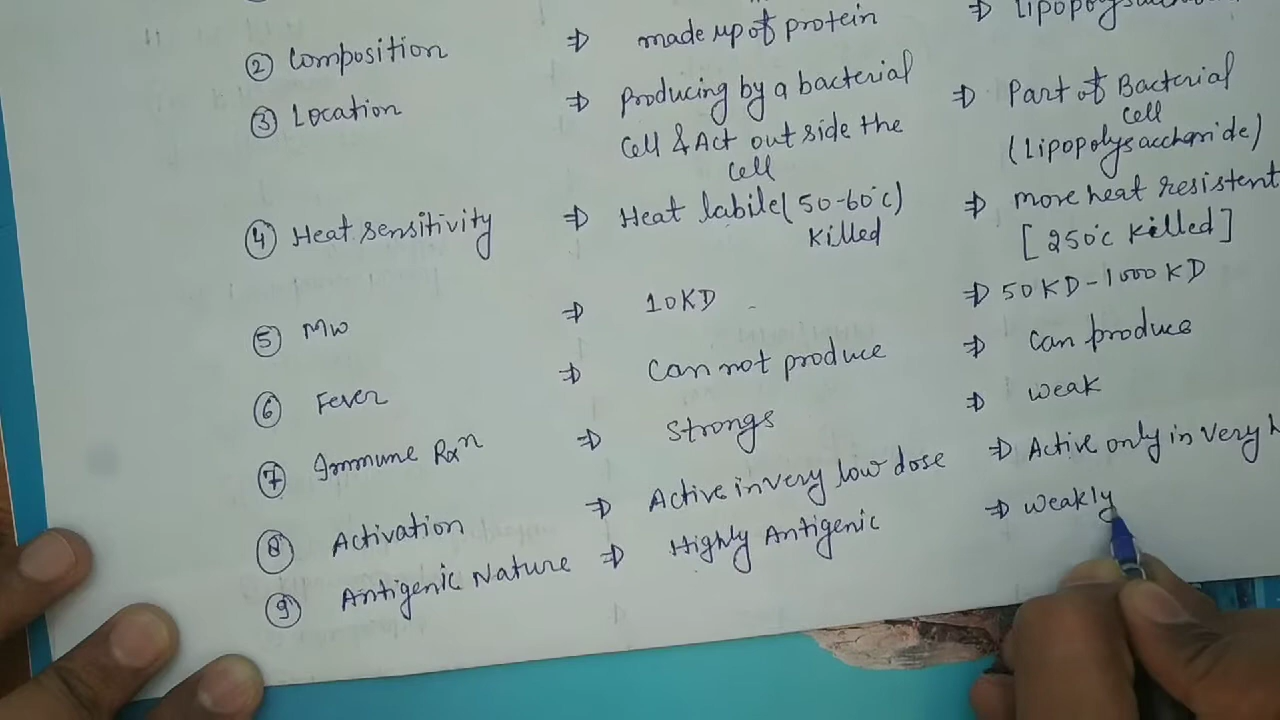 ② Composition ⇒ made up of protein ⇒
③ Location ⇒ Producing by a bacterial ⇒ Part of Bacterial
cell & Act out side the cell
cell (Lipopolysaccharide)
④ Heat sensitivity ⇒ Heat labile (50-60°C) ⇒ more heat resistent
killed [250°c killed]
⑤ Mw ⇒ 10KD ⇒ 50KD-1000KD
⑥ Fever ⇒ Can not produce ⇒ Can produce
⑦ Immune Rxn ⇒ Strongs ⇒ weak
⑧ Activation ⇒ Active in very low dose ⇒ Active only in very
⑨ Antigenic Nature ⇒ Highly Antigenic ⇒ weakly